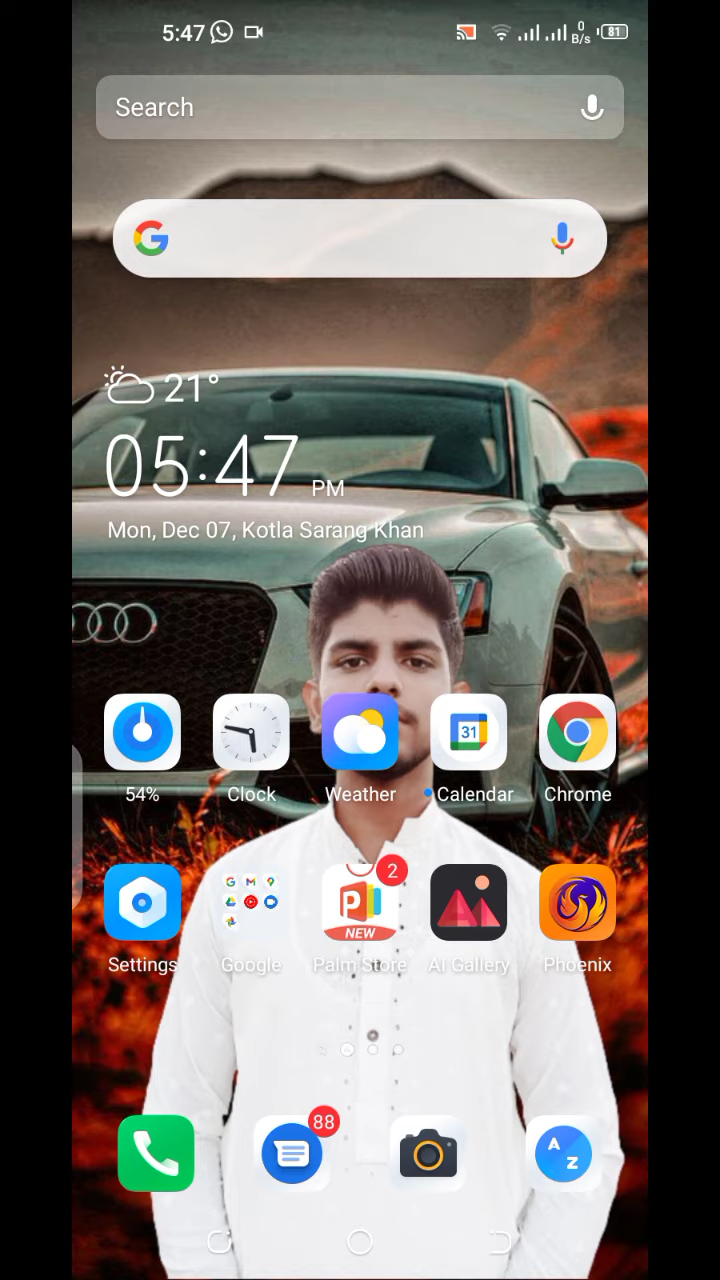 5:47 0 B/s 81
Search
21°
05:47 PM
Mon, Dec 07, Kotla Sarang Khan
31
54% Clock Weather Calendar Chrome
2
NEW
Settings Google Palm Store AI Gallery Phoenix
88
A Z